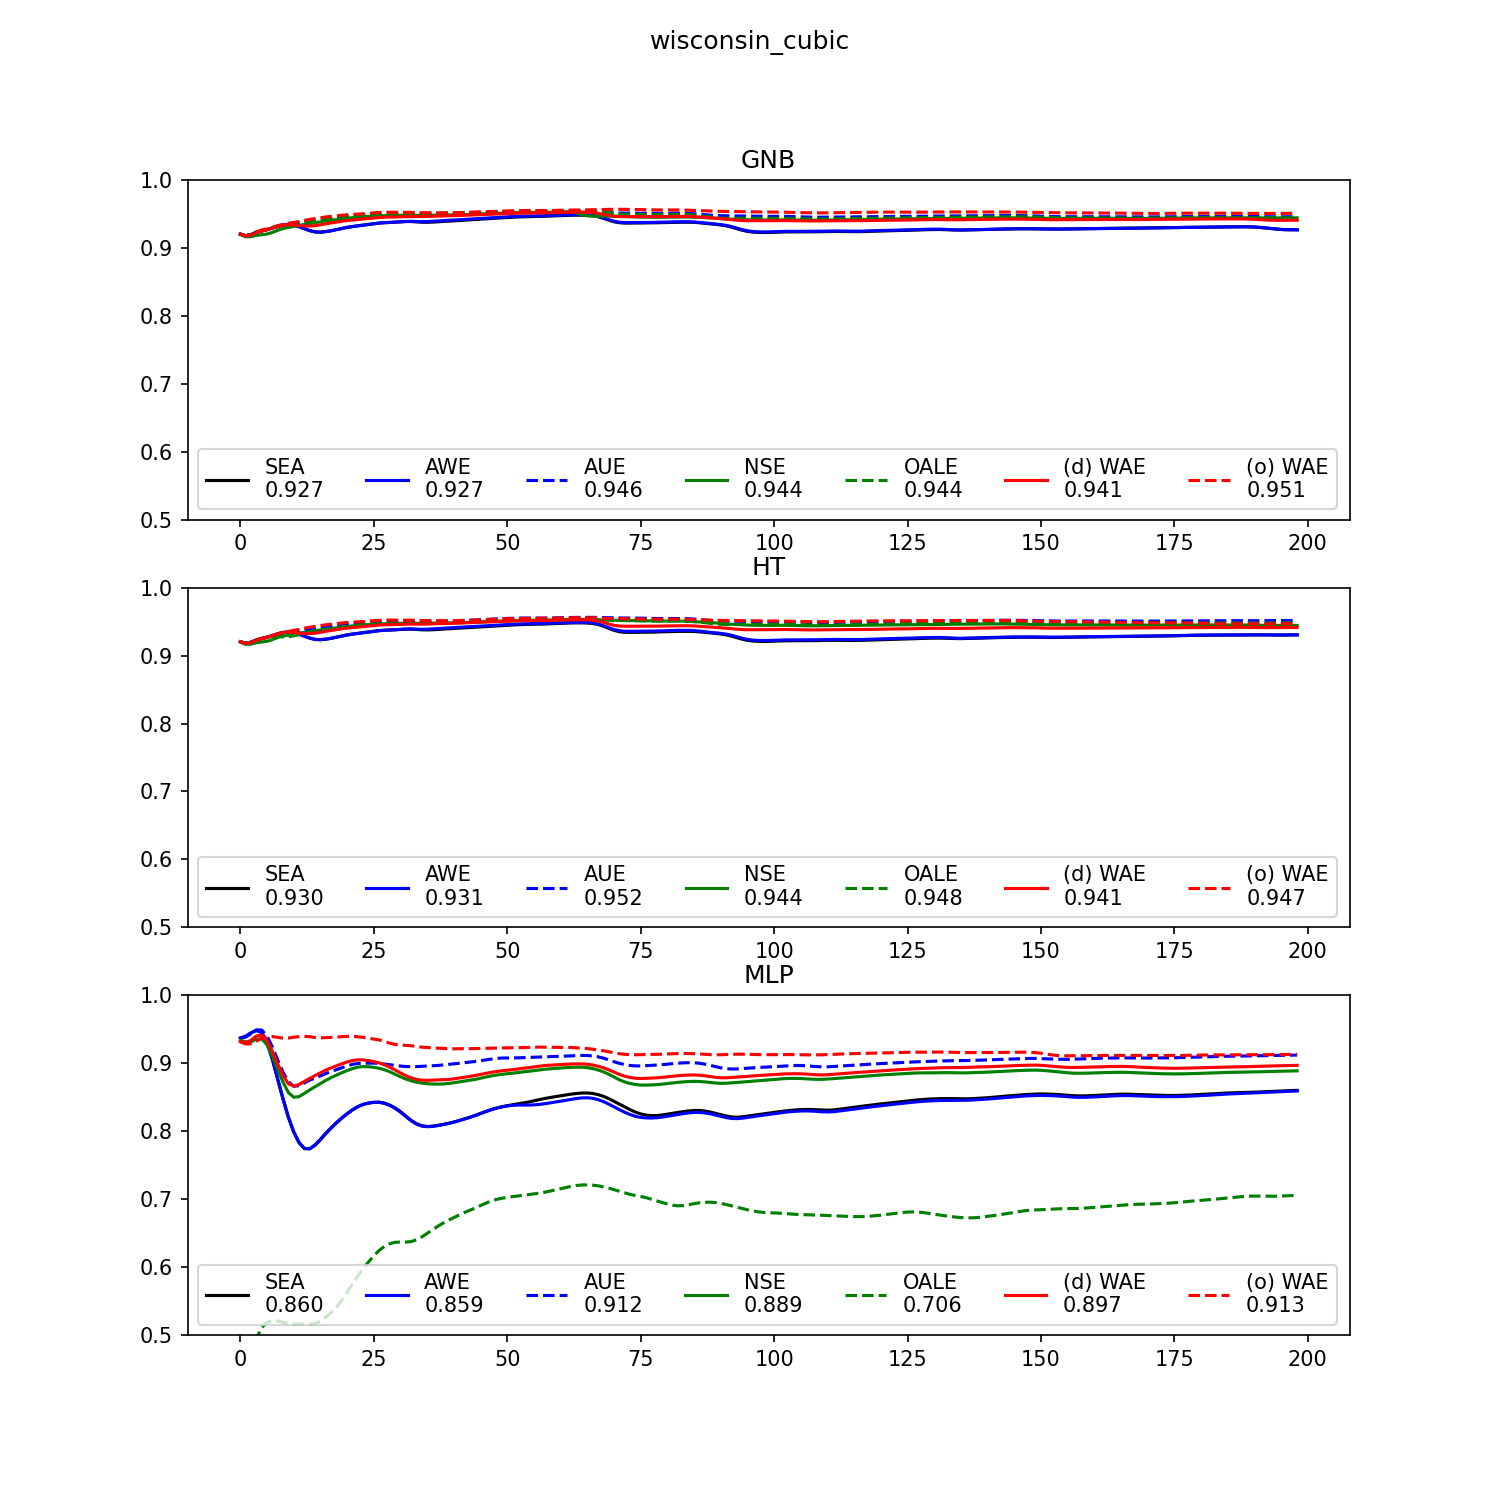 wisconsin_cubic
GNB
1.0
0.9
0.8
0.7
0.6
0.5
SEA AWE AUE NSE OALE (d) WAE (o) WAE
0.927 0.927 0.946 0.944 0.944 0.941 0.951
0 25 50 75 100 125 150 175 200
HT
1.0
0.9
0.8
0.7
0.6
0.5
SEA AWE AUE NSE OALE (d) WAE (o) WAE
0.930 0.931 0.952 0.944 0.948 0.941 0.947
0 25 50 75 100 125 150 175 200
MLP
1.0
0.9
0.8
0.7
0.6
0.5
SEA AWE AUE NSE OALE (d) WAE (o) WAE
0.860 0.859 0.912 0.889 0.706 0.897 0.913
0 25 50 75 100 125 150 175 200